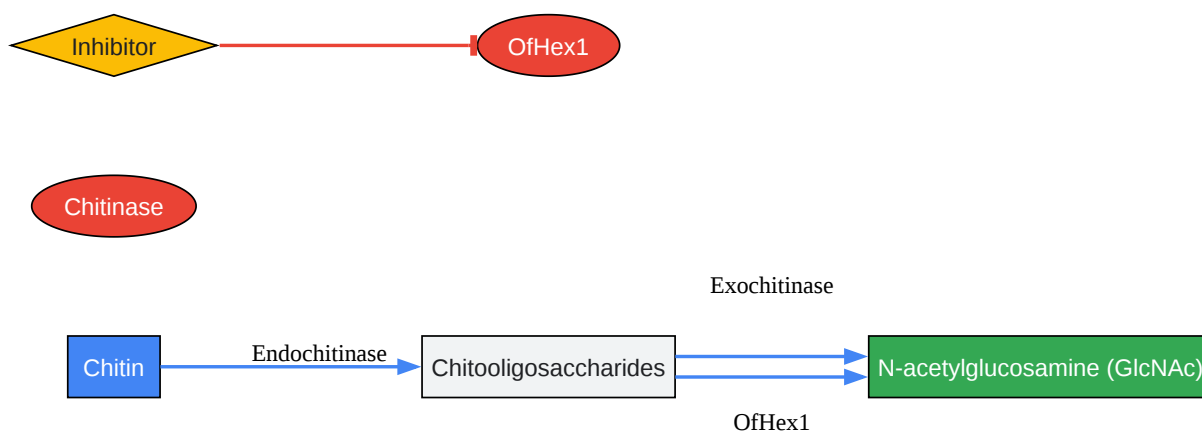 Inhibitor
OfHex1
Chitinase
Exochitinase
Chitin
Endochitinase
Chitooligosaccharides
N-acetylglucosamine (GlcNAc)
OfHex1